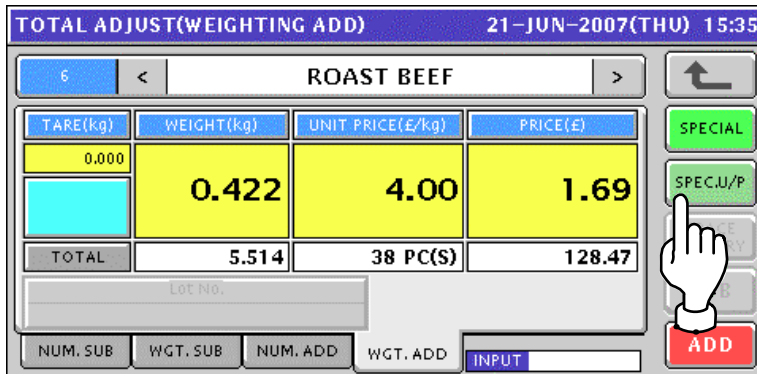 TOTAL ADJUST(WEIGHTING ADD) 21-JUN-2007(THU) 15:35
6 < ROAST BEEF >
TARE(kg) WEIGHT(kg) UNIT PRICE(£/kg) PRICE(£) SPECIAL
0.000
0.422 4.00 1.69 SPEC.U/P
TOTAL 5.514 38 PC(S) 128.47
Lot No.
NUM. SUB WGT. SUB NUM. ADD WGT. ADD INPUT ADD